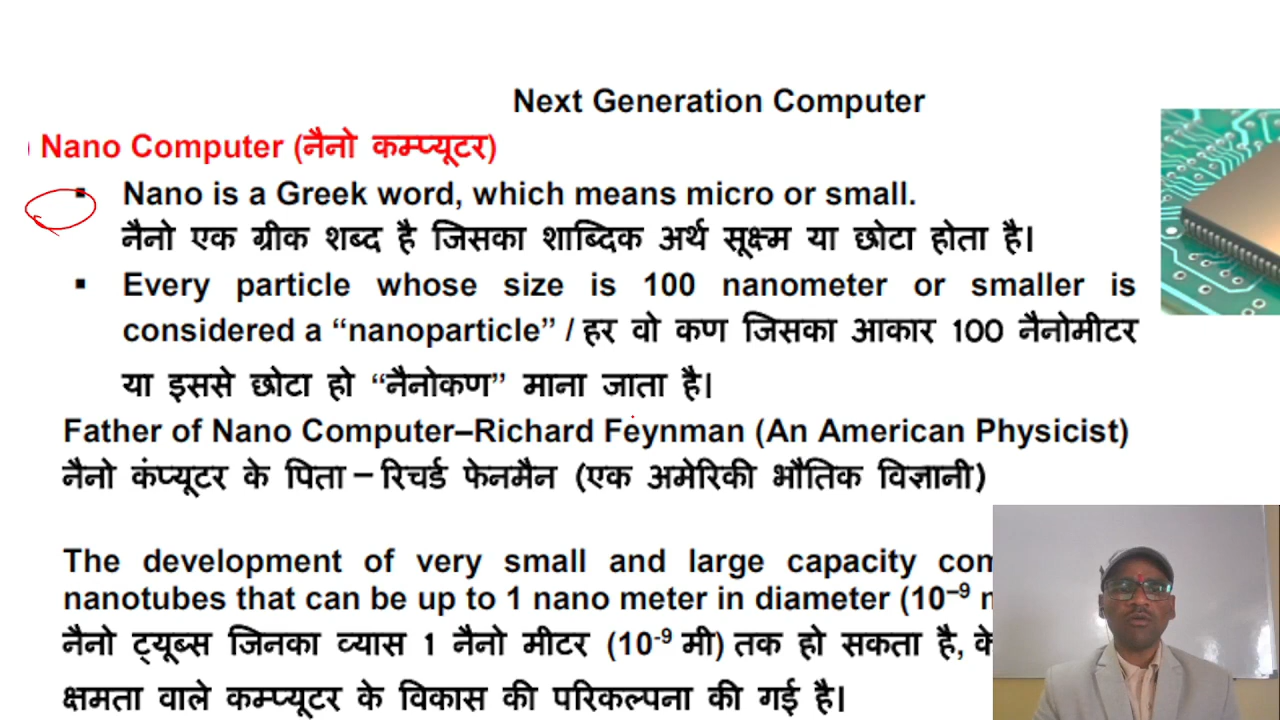 Next Generation Computer
Nano Computer (नैनो कम्प्यूटर)
▪ Nano is a Greek word, which means micro or small.
नैनो एक ग्रीक शब्द है जिसका शाब्दिक अर्थ सूक्ष्म या छोटा होता है।
▪ Every particle whose size is 100 nanometer or smaller is
considered a “nanoparticle” / हर वो कण जिसका आकार 100 नैनोमीटर
या इससे छोटा हो “नैनोकण” माना जाता है।
Father of Nano Computer–Richard Feynman (An American Physicist)
नैनो कंप्यूटर के पिता – रिचर्ड फेनमैन (एक अमेरिकी भौतिक विज्ञानी)
The development of very small and large capacity
nanotubes that can be up to 1 nano meter in diameter (10⁻⁹
नैनो ट्यूब्स जिनका व्यास 1 नैनो मीटर (10⁻⁹ मी) तक हो सकता है,
क्षमता वाले कम्प्यूटर के विकास की परिकल्पना की गई है।